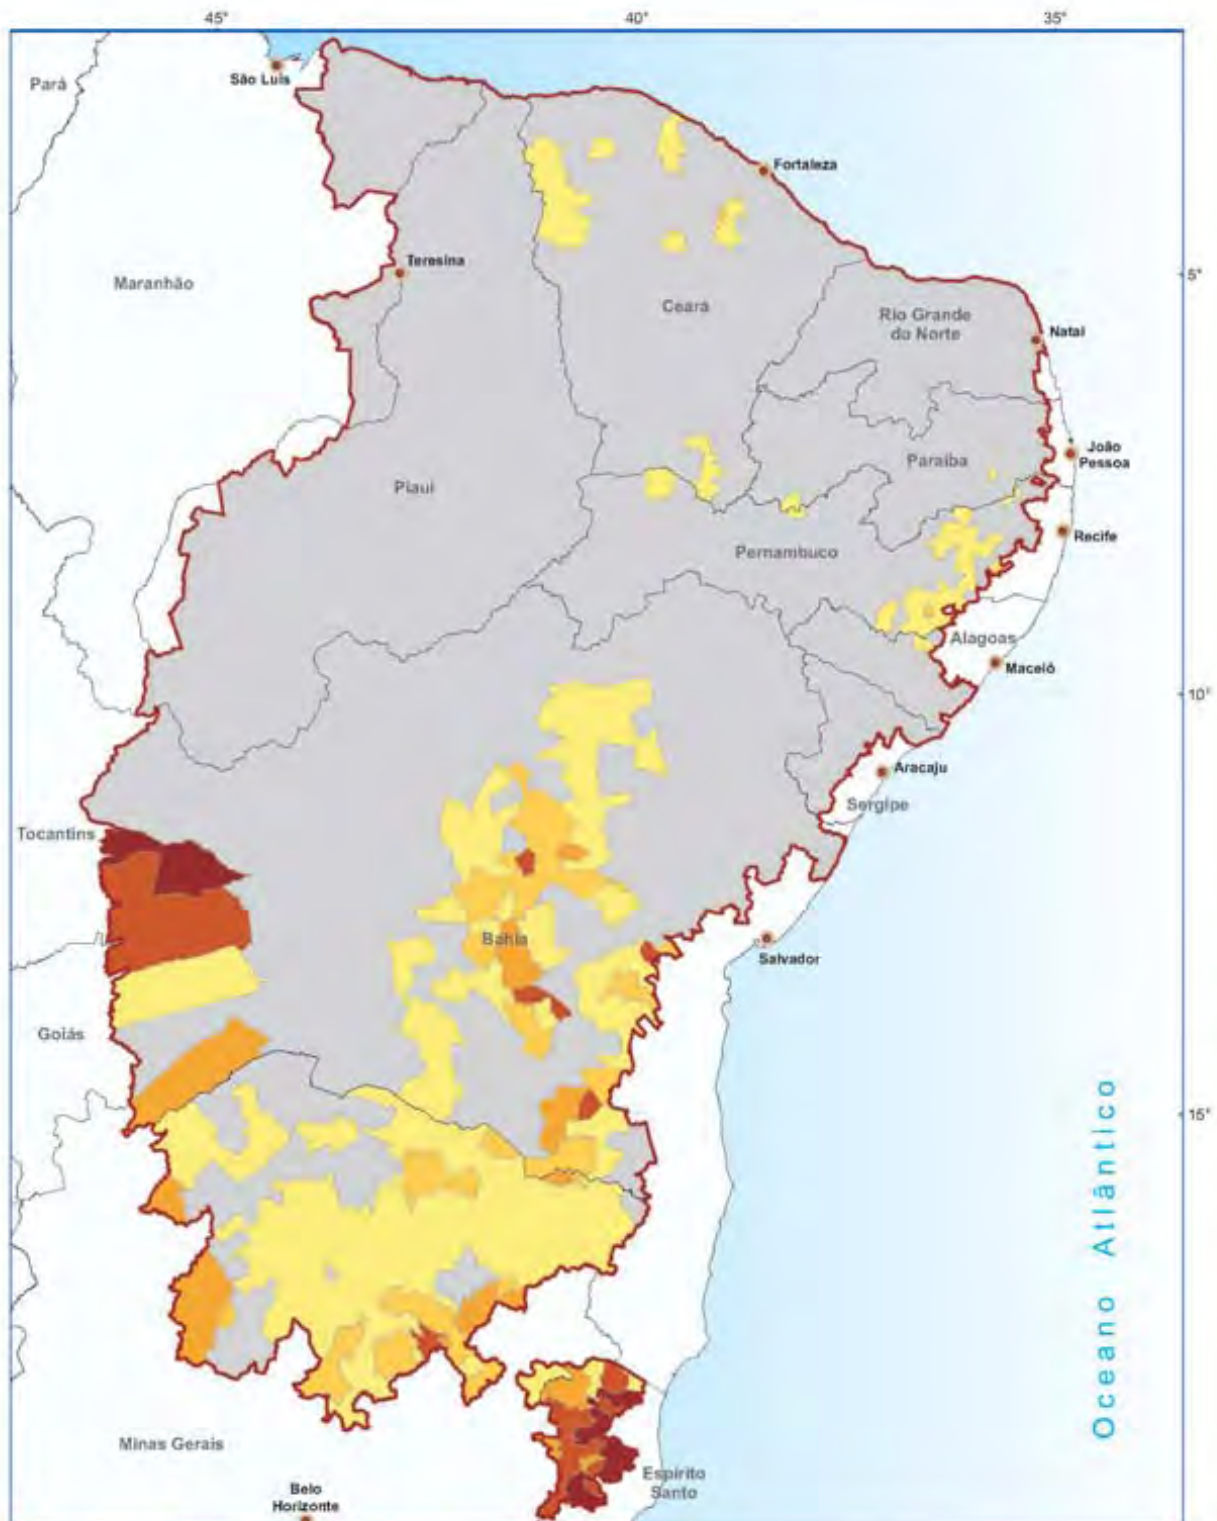 45°
40°
35°
Pará
São Luís
Fortaleza
Teresina
Maranhão
5°
Ceará
Rio Grande
do Norte
Natal
João
Pessoa
Paraíba
Piauí
Recife
Pernambuco
Alagoas
Maceió
10°
Aracaju
Sergipe
Tocantins
Bahia
Salvador
Goiás
15°
Oceano Atlântico
Minas Gerais
Espírito
Santo
Belo
Horizonte